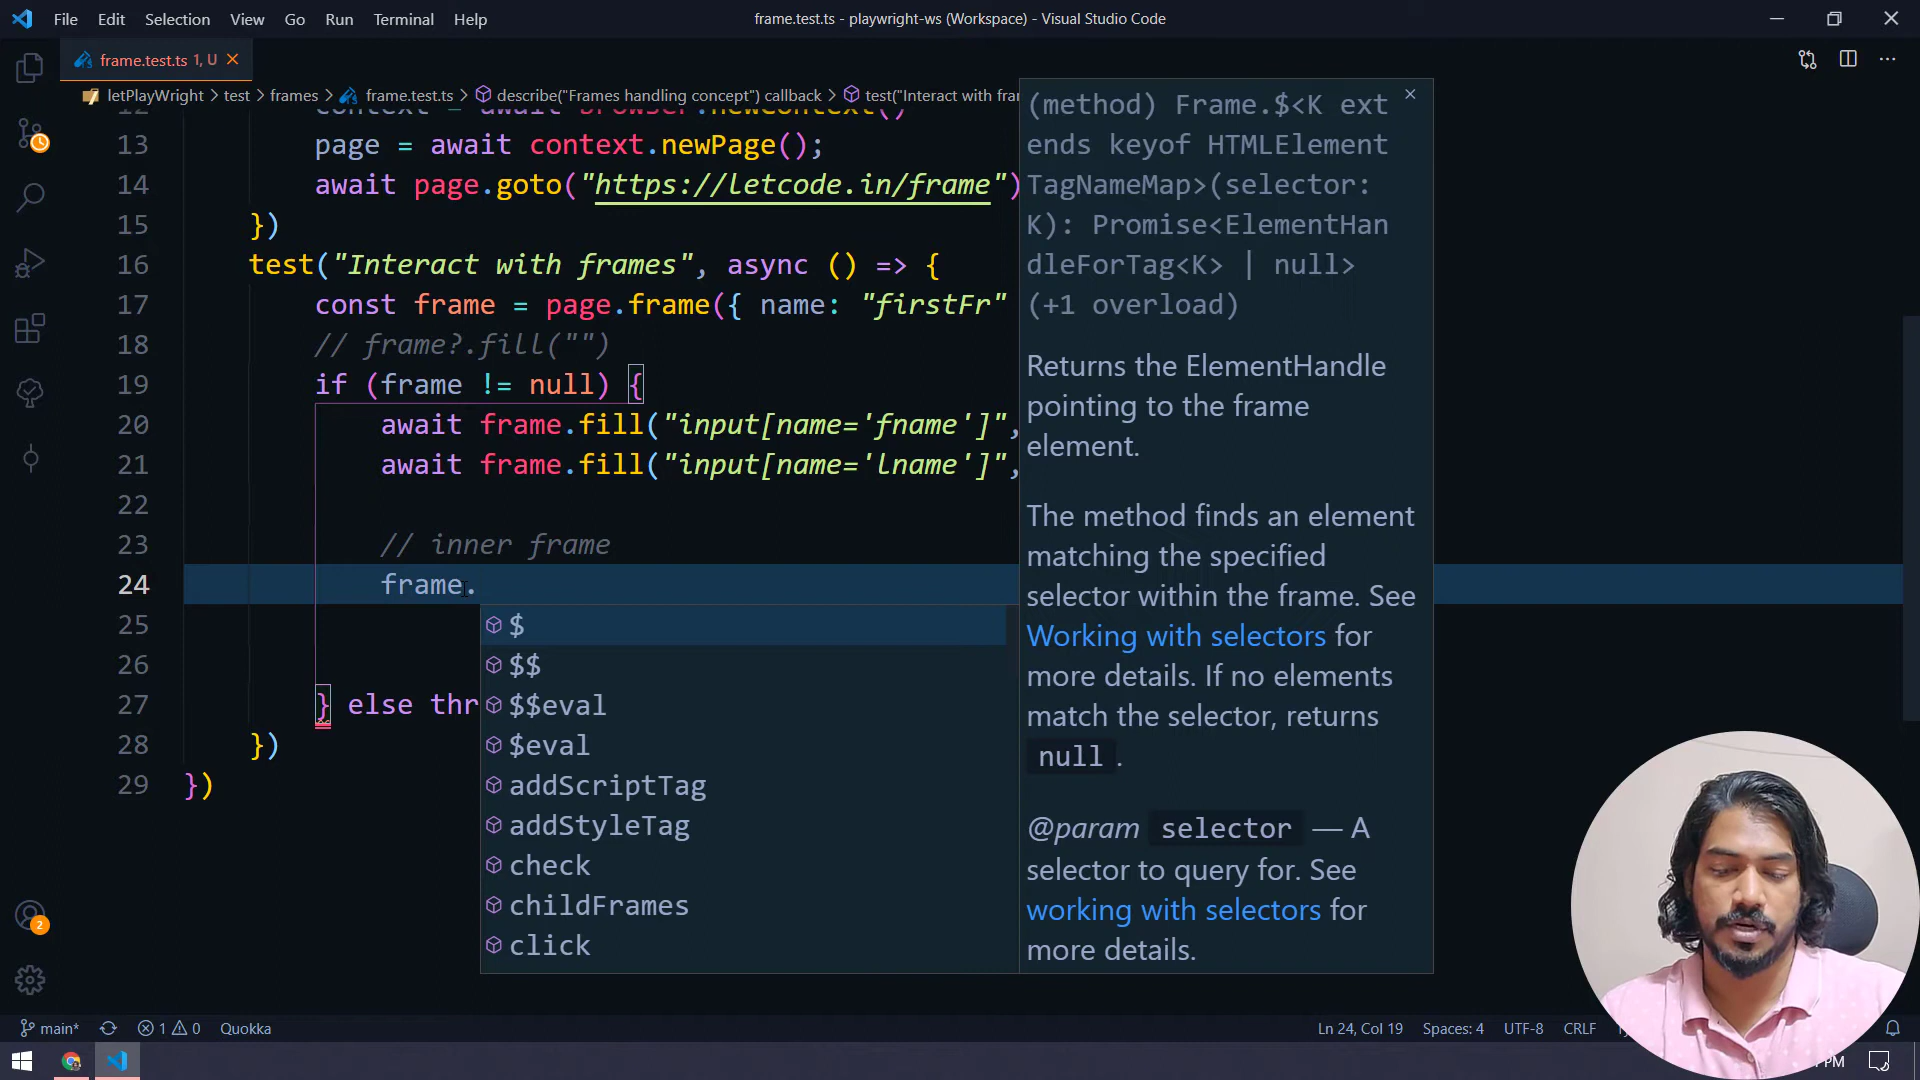 File Edit Selection View Go Run Terminal Help
frame.test.ts - playwright-ws (Workspace) - Visual Studio Code
frame.test.ts 1, U
letPlayWright > test > frames > frame.test.ts > describe("Frames handling concept") callback > test("Interact with fra
13 page = await context.newPage();
14 await page.goto("https://letcode.in/frame")
15 })
16 test("Interact with frames", async () => {
17 const frame = page.frame({ name: "firstFr"
18 // frame?.fill("")
19 if (frame != null) {
20 await frame.fill("input[name='fname']",
21 await frame.fill("input[name='lname']",
22
23 // inner frame
24 frame.
25
26
27 } else thr
28 })
29 })
$
$$
$$eval
$eval
addScriptTag
addStyleTag
check
childFrames
click
(method) Frame.$<K ext
ends keyof HTMLElement
TagNameMap>(selector:
K): Promise<ElementHan
dleForTag<K> | null>
(+1 overload)
Returns the ElementHandle
pointing to the frame
element.
The method finds an element
matching the specified
selector within the frame. See
Working with selectors for
more details. If no elements
match the selector, returns
null .
@param selector — A
selector to query for. See
working with selectors for
more details.
2
main* 1 0 Quokka
Ln 24, Col 19 Spaces: 4 UTF-8 CRLF
PM